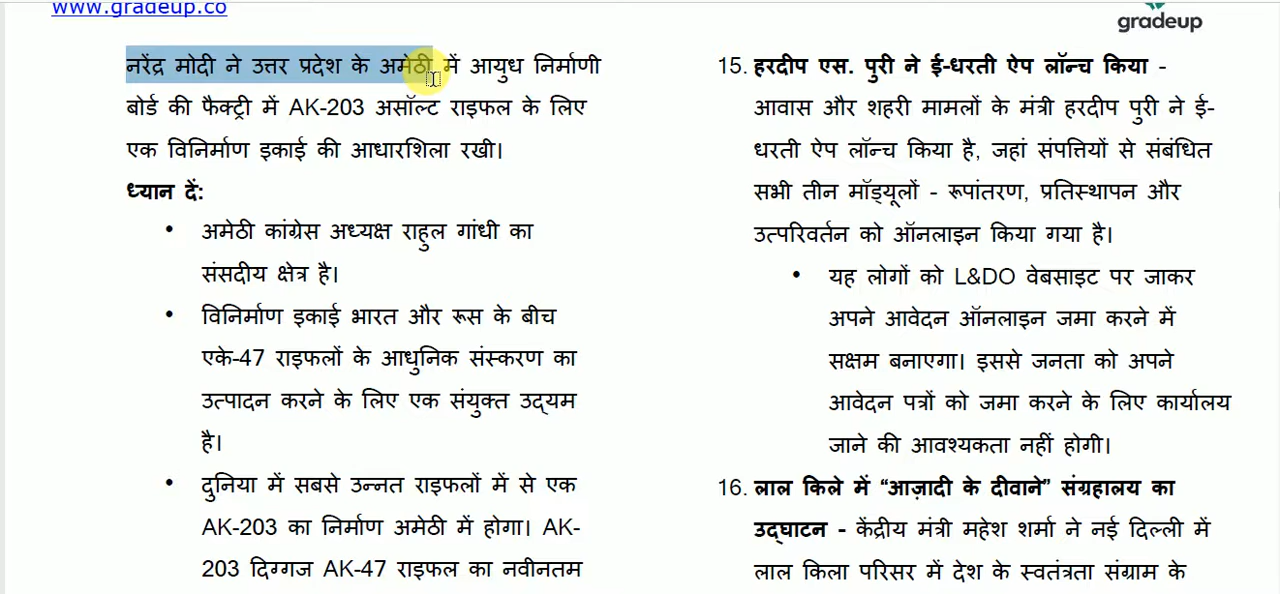 www.gradeup.co
gradeup
नरेंद्र मोदी ने उत्तर प्रदेश के अमेठी में आयुध निर्माणी
बोर्ड की फैक्ट्री में AK-203 असॉल्ट राइफल के लिए
एक विनिर्माण इकाई की आधारशिला रखी।
ध्यान दें:
• अमेठी कांग्रेस अध्यक्ष राहुल गांधी का
संसदीय क्षेत्र है।
• विनिर्माण इकाई भारत और रूस के बीच
एके-47 राइफलों के आधुनिक संस्करण का
उत्पादन करने के लिए एक संयुक्त उद्यम
है।
• दुनिया में सबसे उन्नत राइफलों में से एक
AK-203 का निर्माण अमेठी में होगा। AK-
203 दिग्गज AK-47 राइफल का नवीनतम
15. हरदीप एस. पुरी ने ई-धरती ऐप लॉन्च किया -
आवास और शहरी मामलों के मंत्री हरदीप पुरी ने ई-
धरती ऐप लॉन्च किया है, जहां संपत्तियों से संबंधित
सभी तीन मॉड्यूलों - रूपांतरण, प्रतिस्थापन और
उत्परिवर्तन को ऑनलाइन किया गया है।
• यह लोगों को L&DO वेबसाइट पर जाकर
अपने आवेदन ऑनलाइन जमा करने में
सक्षम बनाएगा। इससे जनता को अपने
आवेदन पत्रों को जमा करने के लिए कार्यालय
जाने की आवश्यकता नहीं होगी।
16. लाल किले में “आज़ादी के दीवाने” संग्रहालय का
उद्घाटन - केंद्रीय मंत्री महेश शर्मा ने नई दिल्ली में
लाल किला परिसर में देश के स्वतंत्रता संग्राम के